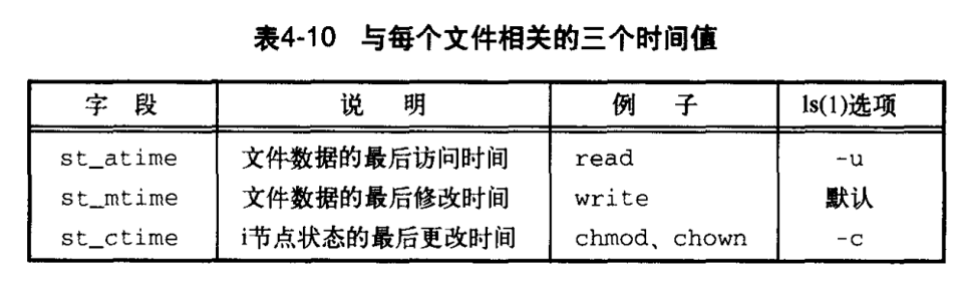 表4-10 与每个文件相关的三个时间值
字 段 说 明 例 子 ls(1)选项
st_atime 文件数据的最后访问时间 read -u
st_mtime 文件数据的最后修改时间 write 默认
st_ctime i节点状态的最后更改时间 chmod、chown -c